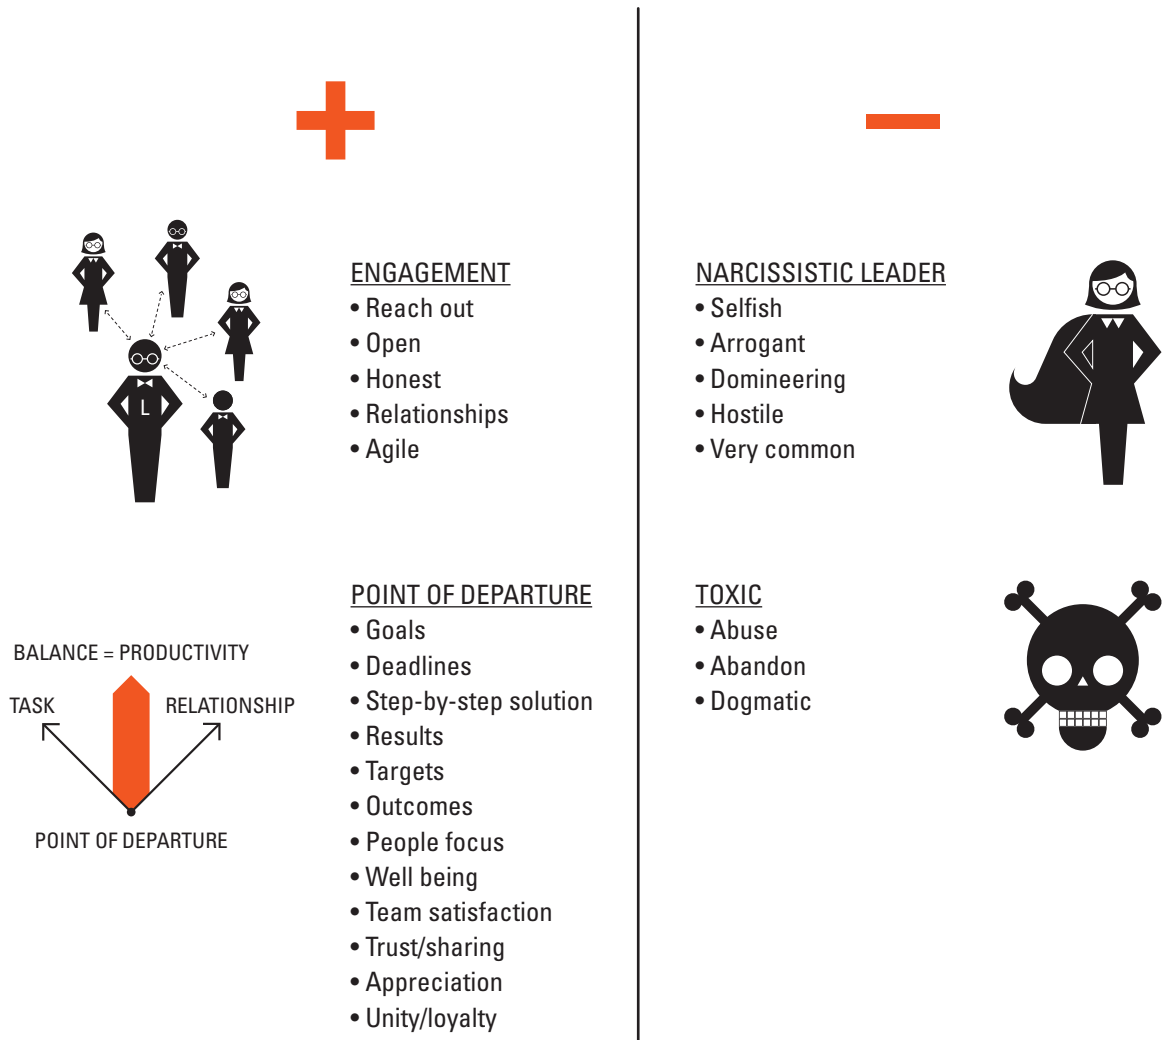 ENGAGEMENT
• Reach out
• Open
• Honest
• Relationships
• Agile
L
POINT OF DEPARTURE
• Goals
• Deadlines
• Step-by-step solution
• Results
• Targets
• Outcomes
• People focus
• Well being
• Team satisfaction
• Trust/sharing
• Appreciation
• Unity/loyalty
BALANCE = PRODUCTIVITY
TASK
RELATIONSHIP
POINT OF DEPARTURE
NARCISSISTIC LEADER
• Selfish
• Arrogant
• Domineering
• Hostile
• Very common
TOXIC
• Abuse
• Abandon
• Dogmatic